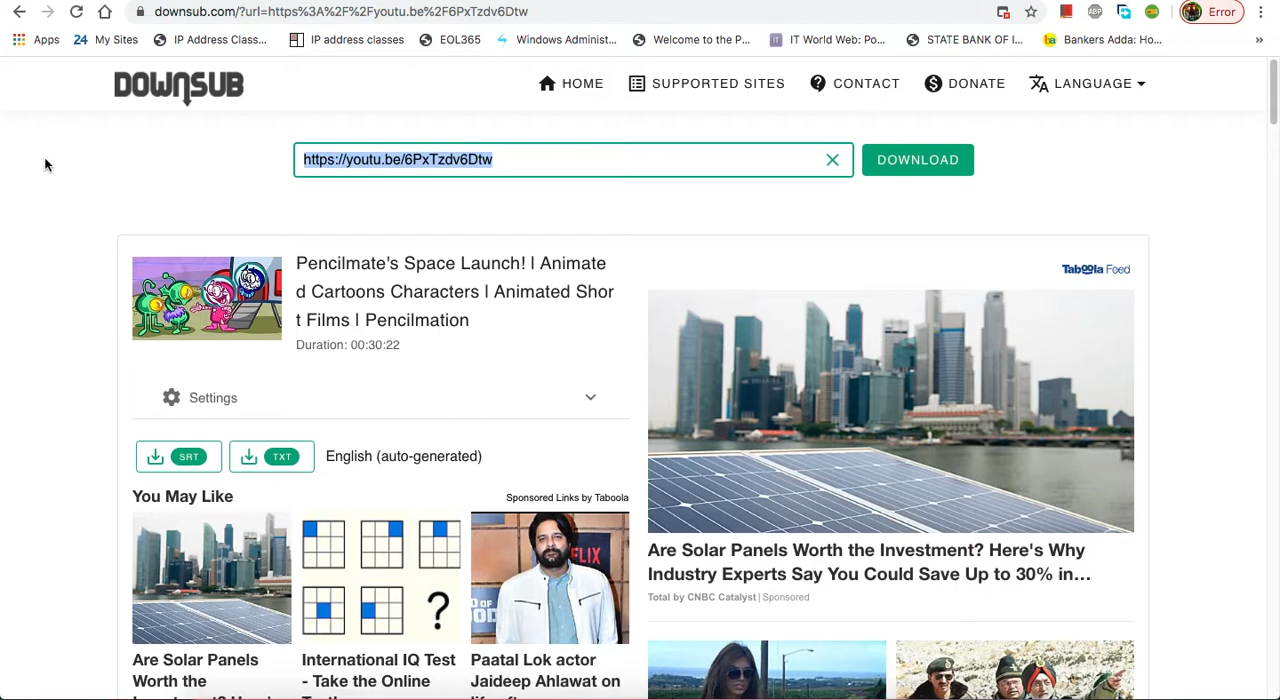 downsub.com/?url=https%3A%2F%2Fyoutu.be%2F6PxTzdv6Dtw
ABP
Error
Apps 24 My Sites IP Address Class... IP address classes EOL365 Windows Administ... Welcome to the P... IT IT World Web: Po... STATE BANK OF I... ba Bankers Adda: Ho... »
DOWNSUB
HOME SUPPORTED SITES CONTACT DONATE LANGUAGE
https://youtu.be/6PxTzdv6Dtw
DOWNLOAD
Pencilmate's Space Launch! | Animate
d Cartoons Characters | Animated Shor
t Films | Pencilmation
Duration: 00:30:22
Settings
SRT TXT English (auto-generated)
You May Like
Sponsored Links by Taboola
Are Solar Panels
Worth the
?
International IQ Test
- Take the Online
Paatal Lok actor
Jaideep Ahlawat on
Taboola Feed
Are Solar Panels Worth the Investment? Here's Why
Industry Experts Say You Could Save Up to 30% in...
Total by CNBC Catalyst | Sponsored